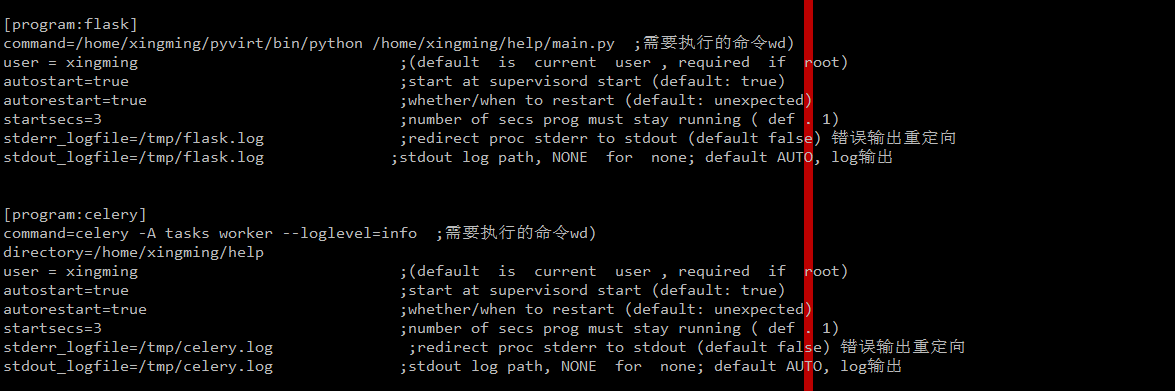 [program:flask]
command=/home/xingming/pyvirt/bin/python /home/xingming/help/main.py  ;需要执行的命令wd)
user = xingming                             ;(default  is  current  user , required  if  root)
autostart=true                              ;start at supervisord start (default: true)
autorestart=true                            ;whether/when to restart (default: unexpected)
startsecs=3                                 ;number of secs prog must stay running ( def . 1)
stderr_logfile=/tmp/flask.log               ;redirect proc stderr to stdout (default false) 错误输出重定向
stdout_logfile=/tmp/flask.log              ;stdout log path, NONE  for  none; default AUTO, log输出
[program:celery]
command=celery -A tasks worker --loglevel=info  ;需要执行的命令wd)
directory=/home/xingming/help
user = xingming                             ;(default  is  current  user , required  if  root)
autostart=true                              ;start at supervisord start (default: true)
autorestart=true                            ;whether/when to restart (default: unexpected)
startsecs=3                                 ;number of secs prog must stay running ( def . 1)
stderr_logfile=/tmp/celery.log               ;redirect proc stderr to stdout (default false) 错误输出重定向
stdout_logfile=/tmp/celery.log              ;stdout log path, NONE  for  none; default AUTO, log输出